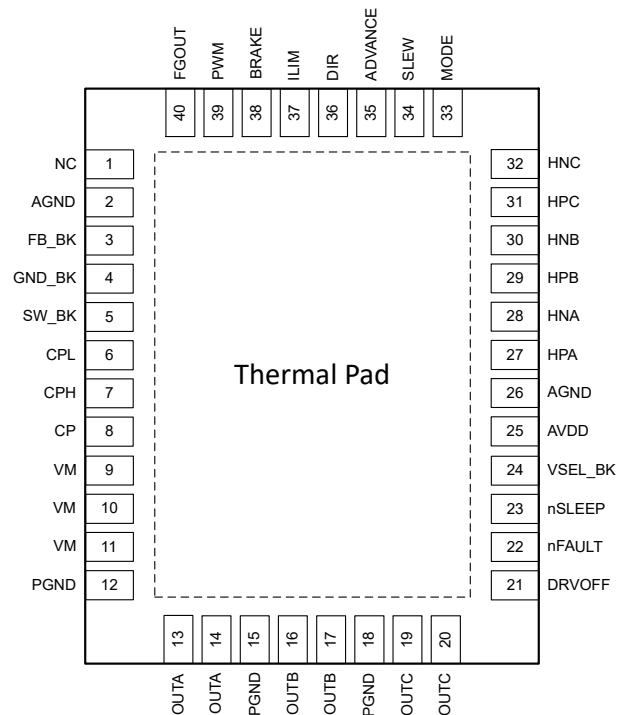 FGOUT PWM BRAKE ILIM DIR ADVANCE SLEW MODE
40 39 38 37 36 35 34 33
NC 1
AGND 2
FB_BK 3
GND_BK 4
SW_BK 5
CPL 6
CPH 7
CP 8
VM 9
VM 10
VM 11
PGND 12
Thermal Pad
32 HNC
31 HPC
30 HNB
29 HPB
28 HNA
27 HPA
26 AGND
25 AVDD
24 VSEL_BK
23 nSLEEP
22 nFAULT
21 DRVOFF
13 14 15 16 17 18 19 20
OUTA OUTA PGND OUTB OUTB PGND OUTC OUTC